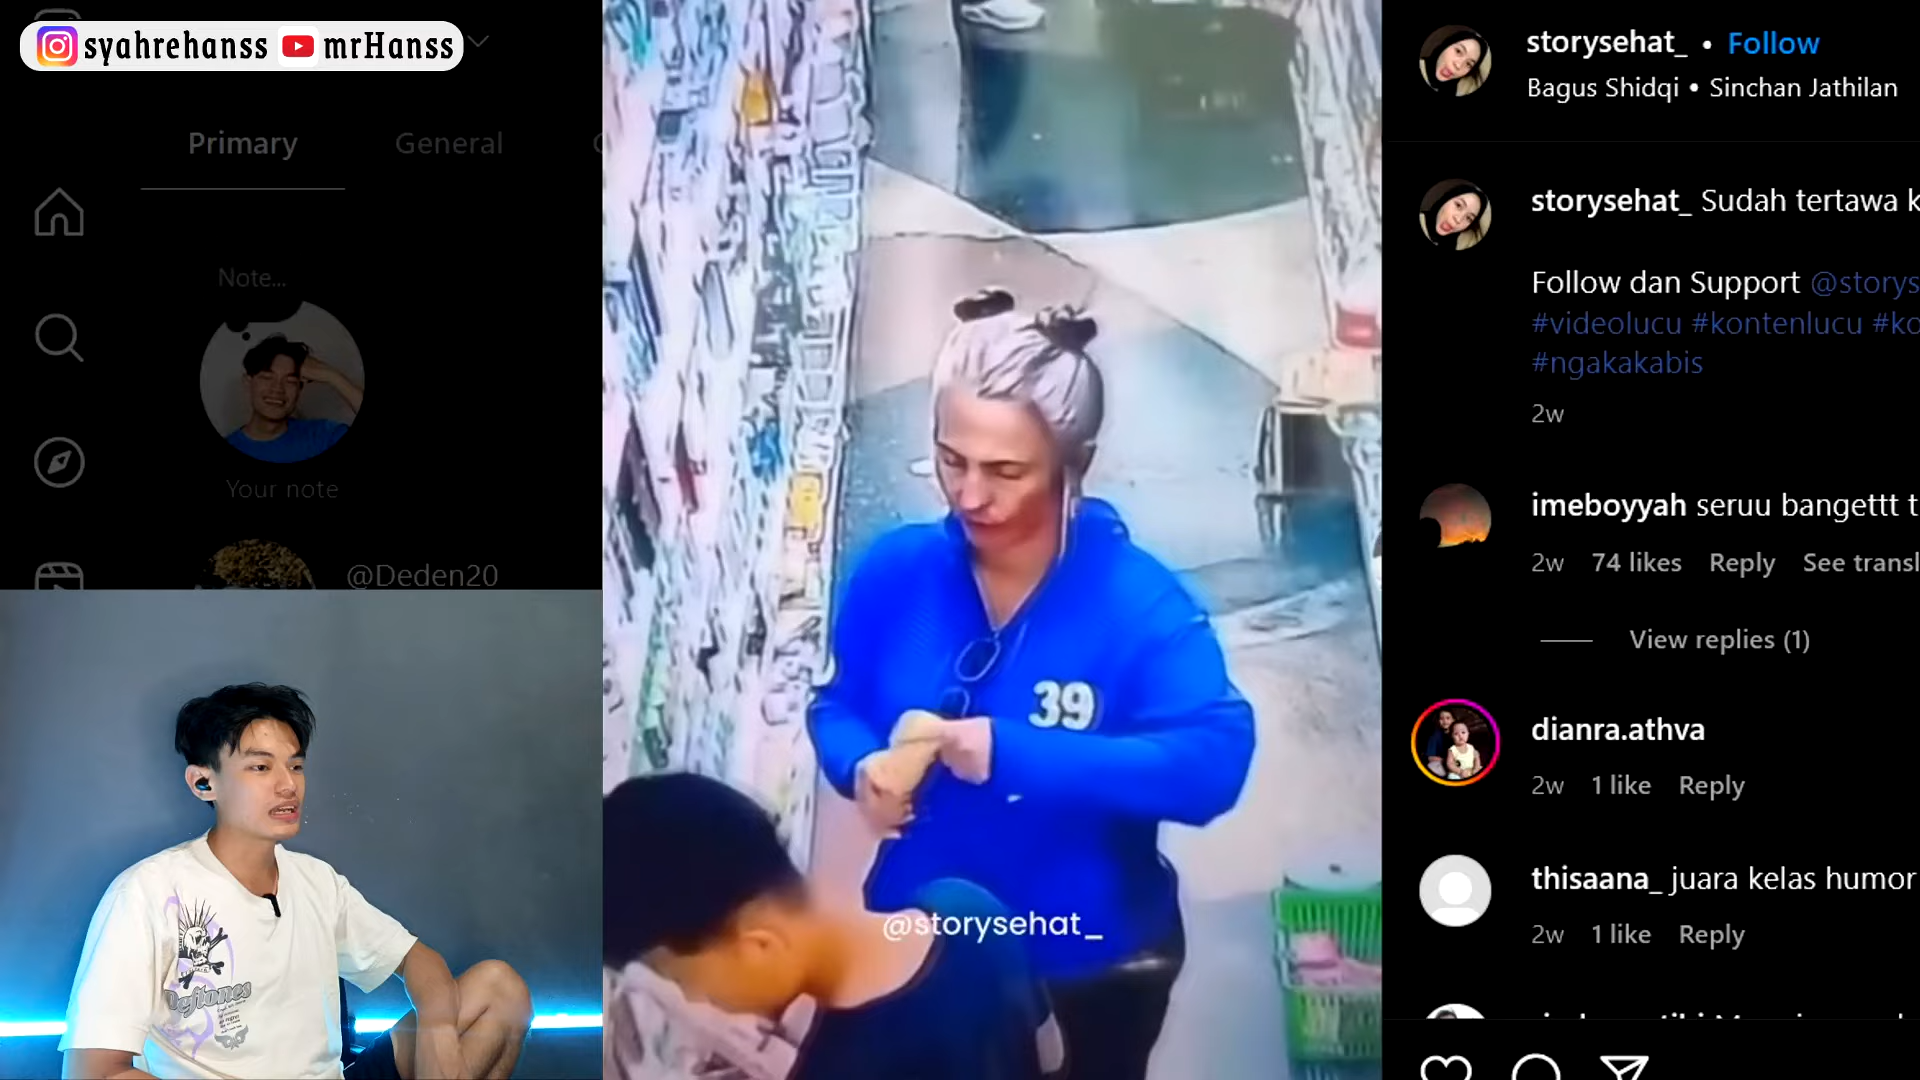 syahrehanss mrHanss
Primary General
Note...
Your note
@Deden20
39
@storysehat_
Deftones
storysehat_ • Follow
Bagus Shidqi • Sinchan Jathilan
storysehat_ Sudah tertawa k
Follow dan Support @storys
#videolucu #kontenlucu #ko
#ngakakabis
2w
imeboyyah seruu bangettt t
2w 74 likes Reply See transl
View replies (1)
dianra.athva
2w 1 like Reply
thisaana_ juara kelas humor
2w 1 like Reply